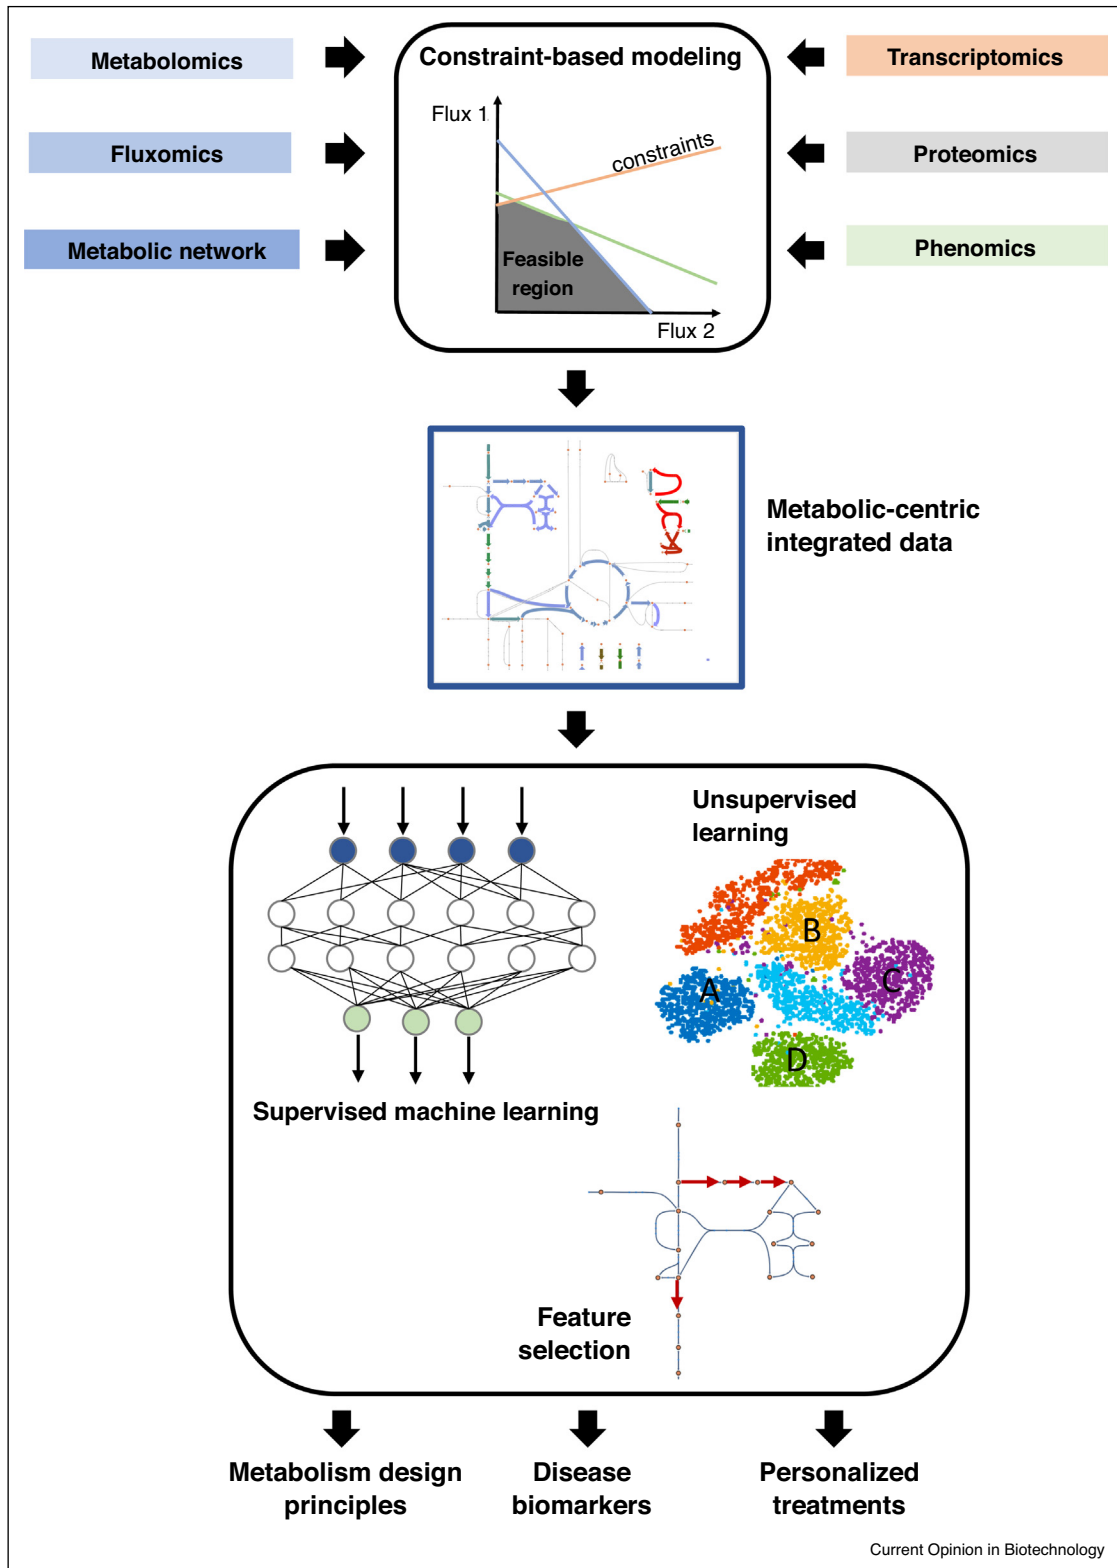 Metabolomics
Constraint-based modeling
Transcriptomics
Flux 1
constraints
Fluxomics
Proteomics
Metabolic network
Feasible
region
Phenomics
Flux 2
Metabolic-centric
integrated data
Unsupervised
learning
B
A
C
D
Supervised machine learning
Feature
selection
Metabolism design
principles
Disease
biomarkers
Personalized
treatments
Current Opinion in Biotechnology